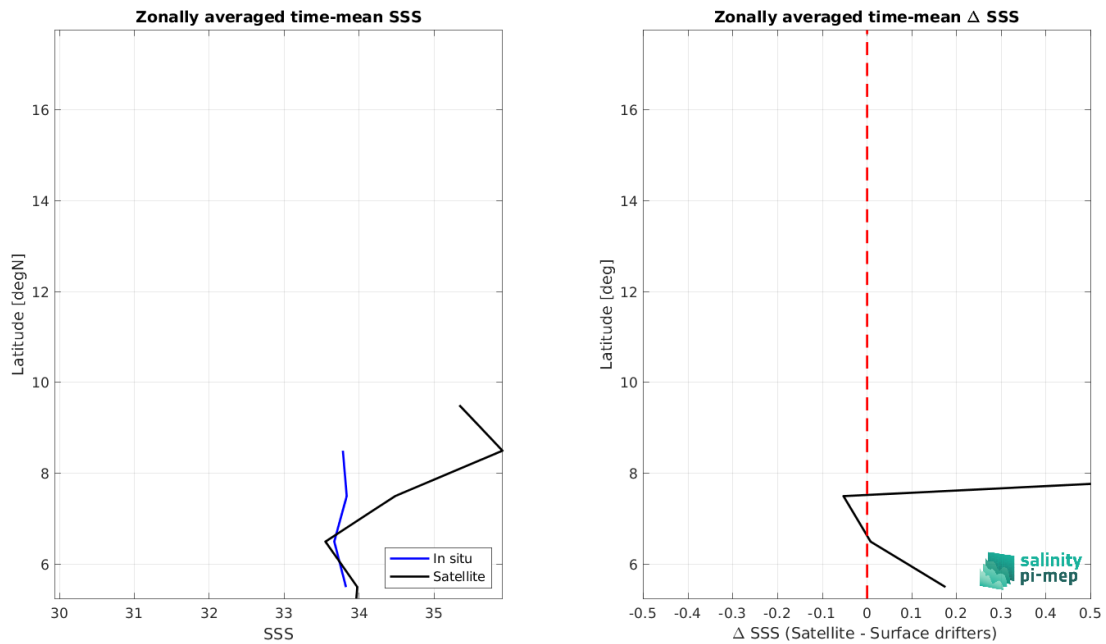 Zonally averaged time-mean SSS
16
14
12
10
8
6
Latitude [degN]
30 31 32 33 34 35
SSS
In situ
Satellite
Zonally averaged time-mean Δ SSS
16
14
12
10
8
6
Latitude [deg]
-0.5 -0.4 -0.3 -0.2 -0.1 0 0.1 0.2 0.3 0.4 0.5
Δ SSS (Satellite - Surface drifters)
salinity
pi-mep